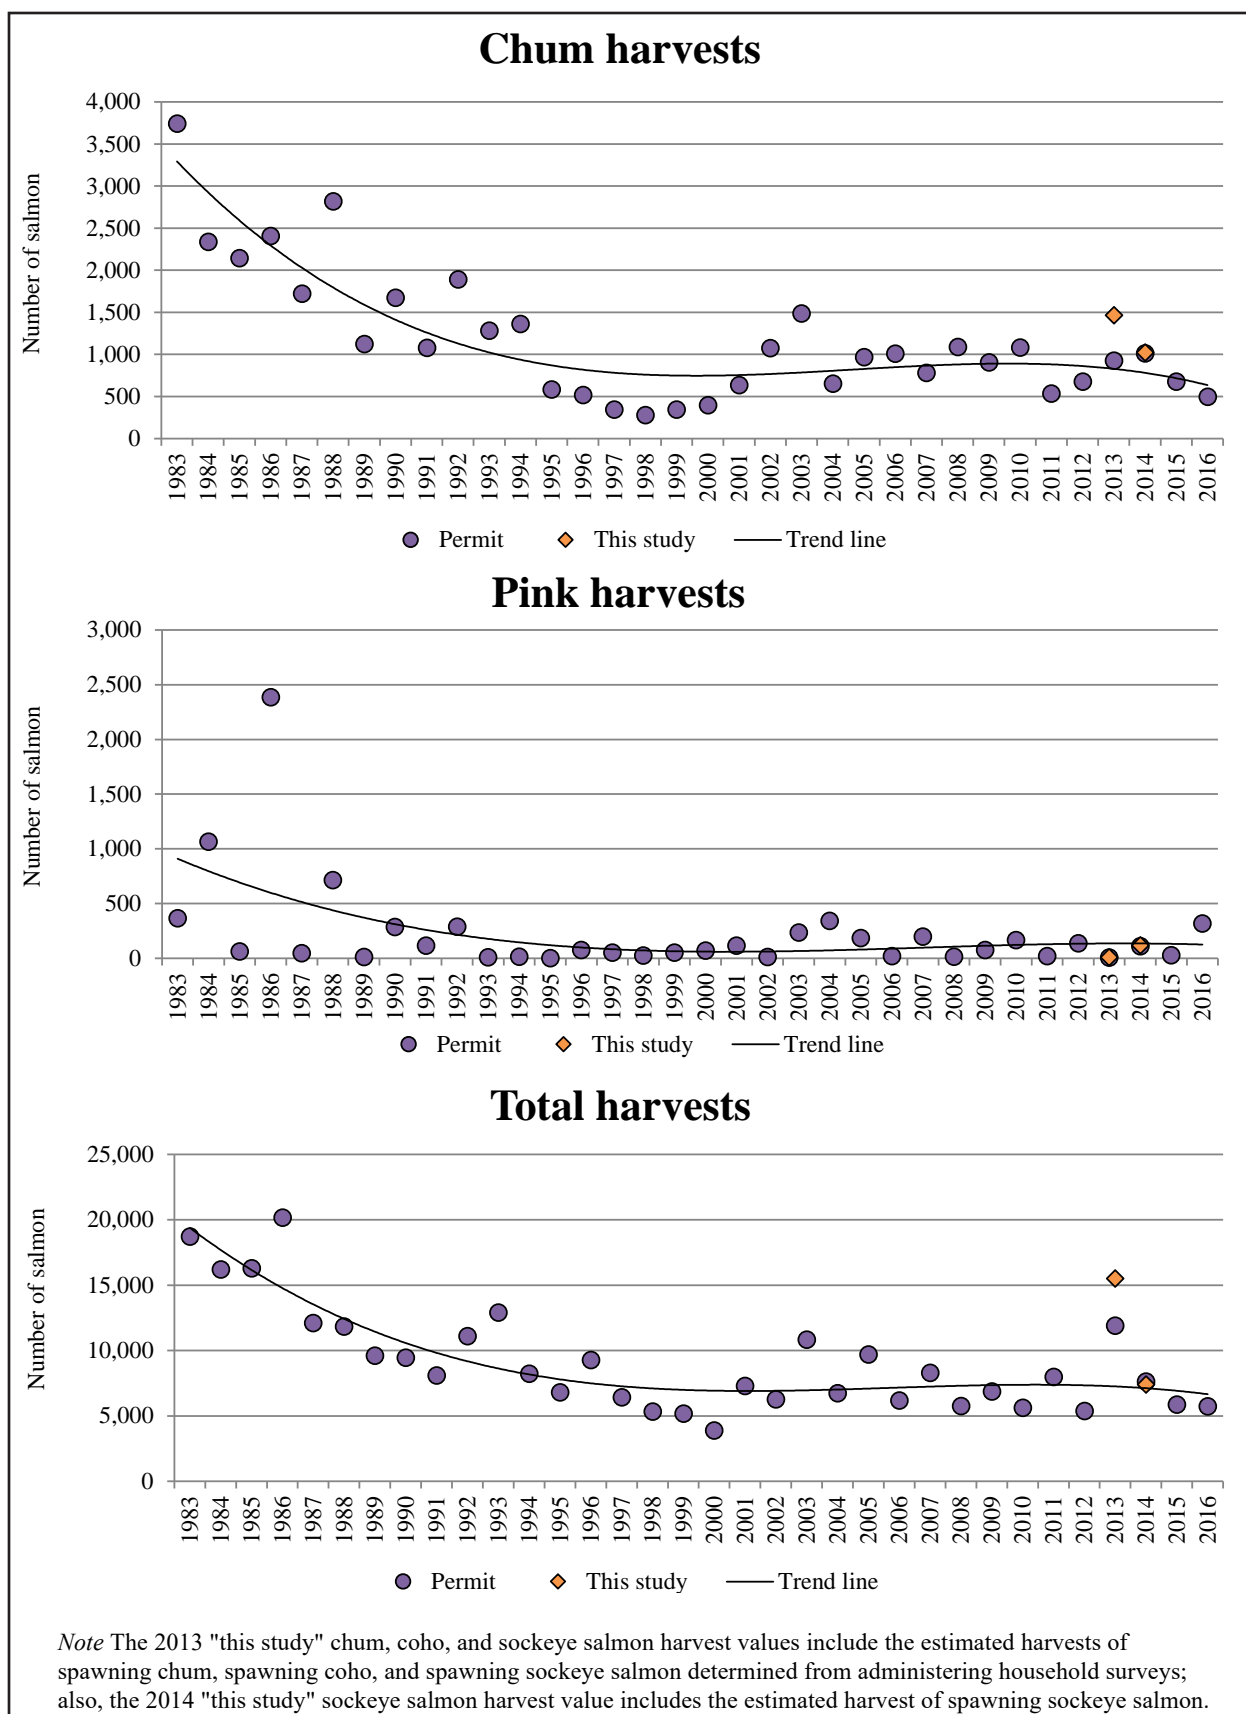 Chum harvests
Number of salmon
4,000
3,500
3,000
2,500
2,000
1,500
1,000
500
0
1983 1984 1985 1986 1987 1988 1989 1990 1991 1992 1993 1994 1995 1996 1997 1998 1999 2000 2001 2002 2003 2004 2005 2006 2007 2008 2009 2010 2011 2012 2013 2014 2015 2016
Permit This study Trend line
Pink harvests
Number of salmon
3,000
2,500
2,000
1,500
1,000
500
0
1983 1984 1985 1986 1987 1988 1989 1990 1991 1992 1993 1994 1995 1996 1997 1998 1999 2000 2001 2002 2003 2004 2005 2006 2007 2008 2009 2010 2011 2012 2013 2014 2015 2016
Permit This study Trend line
Total harvests
Number of salmon
25,000
20,000
15,000
10,000
5,000
0
1983 1984 1985 1986 1987 1988 1989 1990 1991 1992 1993 1994 1995 1996 1997 1998 1999 2000 2001 2002 2003 2004 2005 2006 2007 2008 2009 2010 2011 2012 2013 2014 2015 2016
Permit This study Trend line
Note The 2013 "this study" chum, coho, and sockeye salmon harvest values include the estimated harvests of
spawning chum, spawning coho, and spawning sockeye salmon determined from administering household surveys;
also, the 2014 "this study" sockeye salmon harvest value includes the estimated harvest of spawning sockeye salmon.